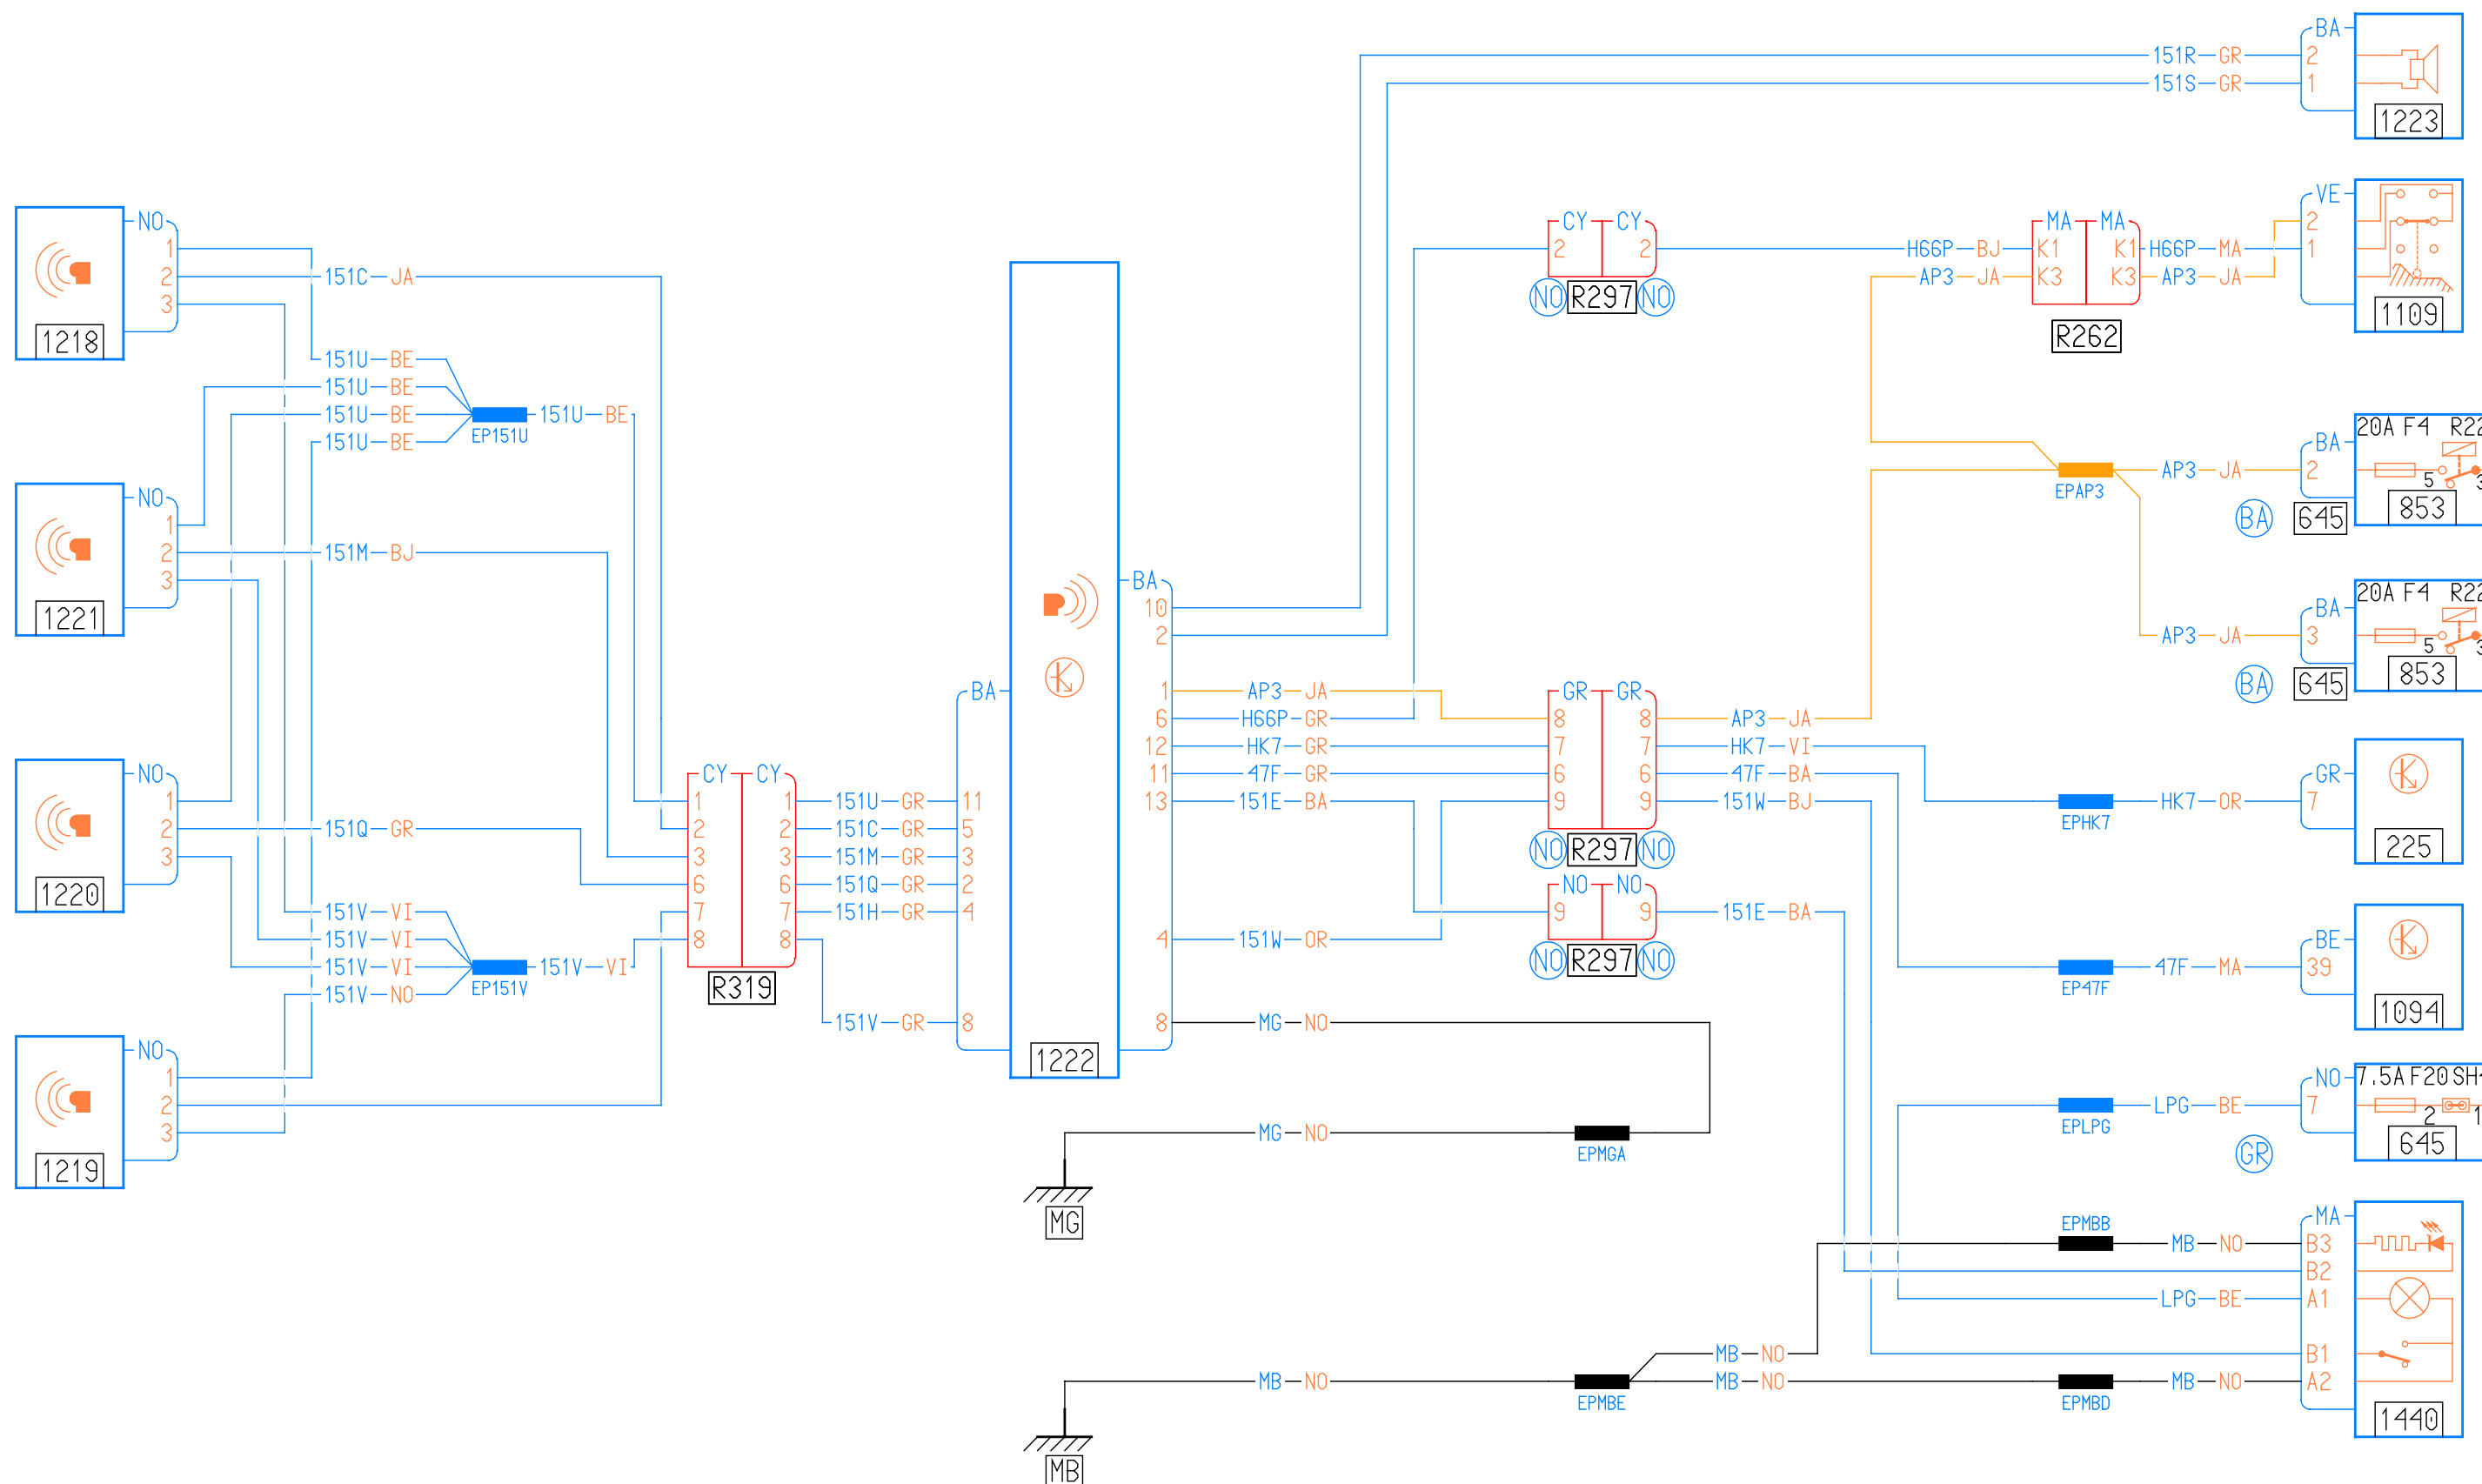 BA
151R GR 2
151S GR 1
1223
NO
1
2 151C JA
3
1218
CY CY
2 2
NO R297 NO
H66P BJ
AP3 JA
MA MA
K1 K1
K3 K3
R262
H66P MA
AP3 JA
VE
2
1
1109
151U BE
151U BE
151U BE
151U BE
EP151U
151U BE
NO
1
2 151M BJ
3
1221
EPAP3
AP3 JA
BA
2
20A F4
5
853
BA 645
BA
10
2
AP3 JA
BA
3
20A F4
5
853
BA 645
1 AP3 JA
6 H66P GR
12 HK7 GR
11 47F GR
13 151E BA
4 151W OR
8 MG NO
GR GR
8 8 AP3 JA
7 7 HK7 VI
6 6 47F BA
9 9 151W BJ
NO R297 NO
NO NO
9 9 151E BA
NO R297 NO
NO
1
2 151Q GR
3
1220
CY CY
1 1 151U GR 11
2 2 151C GR 5
3 3 151M GR 3
6 6 151Q GR 2
7 7 151H GR 4
8 8
151V GR 8
R319
BA
1222
EPHK7
HK7 OR
GR
7
225
151V VI
151V VI
151V VI
151V NO
EP151V
151V VI
EP47F
47F MA
BE
39
1094
NO
1
2
3
1219
MG NO
EPMGA
MG
EPLPG
LPG BE
NO
7
7.5A F20
2 1
645
GR
EPMBB
MB NO
MA
B3
B2
LPG BE A1
B1
A2
1440
MB NO
EPMBE
MB NO
MB NO
EPMBD
MB NO
MB